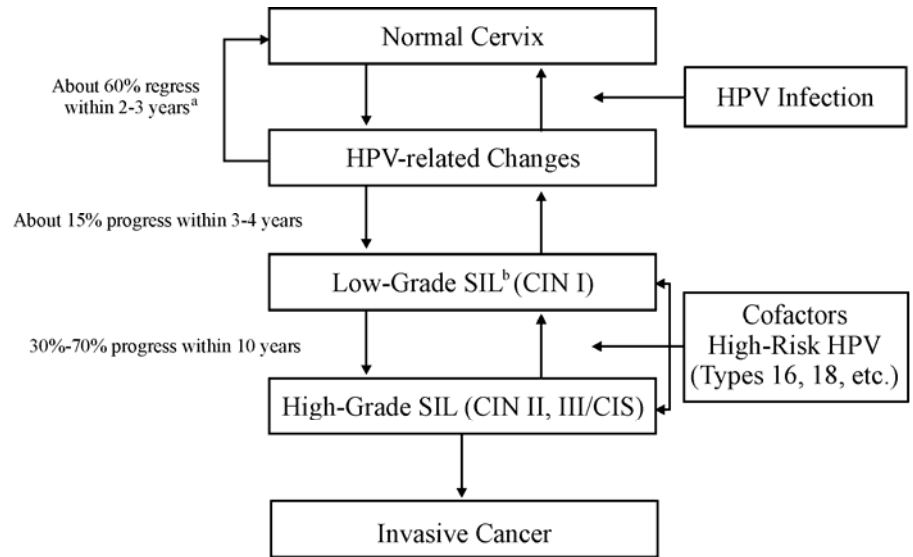 Normal Cervix
About 60% regress
within 2-3 yearsᵃ
HPV Infection
HPV-related Changes
About 15% progress within 3-4 years
Low-Grade SILᵇ (CIN I)
Cofactors
High-Risk HPV
(Types 16, 18, etc.)
30%-70% progress within 10 years
High-Grade SIL (CIN II, III/CIS)
Invasive Cancer